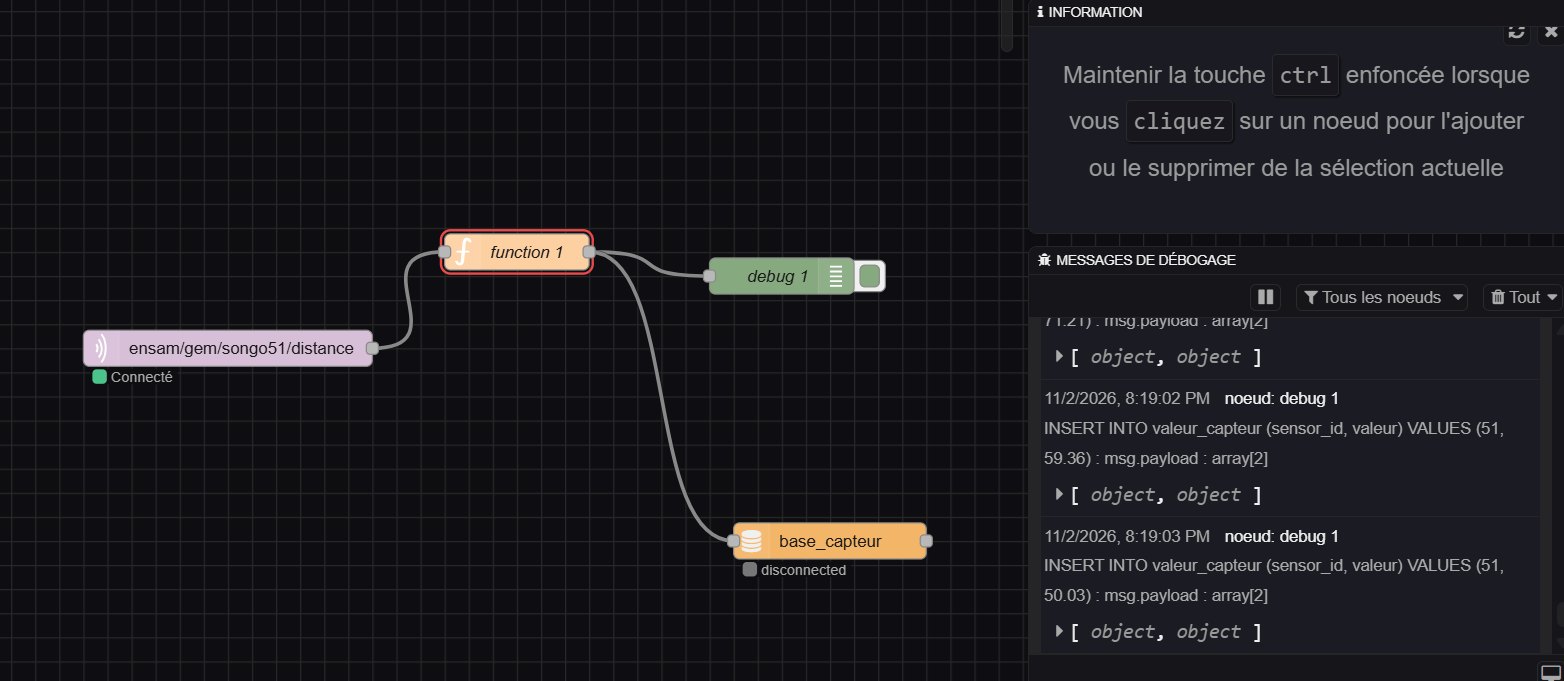 INFORMATION
Maintenir la touche ctrl enfoncée lorsque
vous cliquez sur un noeud pour l'ajouter
ou le supprimer de la sélection actuelle
function 1
debug 1
ensam/gem/songo51/distance
Connecté
base_capteur
disconnected
MESSAGES DE DÉBOGAGE
Tous les noeuds
Tout
71.21) : msg.payload : array[2]
[ object, object ]
11/2/2026, 8:19:02 PM noeud: debug 1
INSERT INTO valeur_capteur (sensor_id, valeur) VALUES (51,
59.36) : msg.payload : array[2]
[ object, object ]
11/2/2026, 8:19:03 PM noeud: debug 1
INSERT INTO valeur_capteur (sensor_id, valeur) VALUES (51,
50.03) : msg.payload : array[2]
[ object, object ]